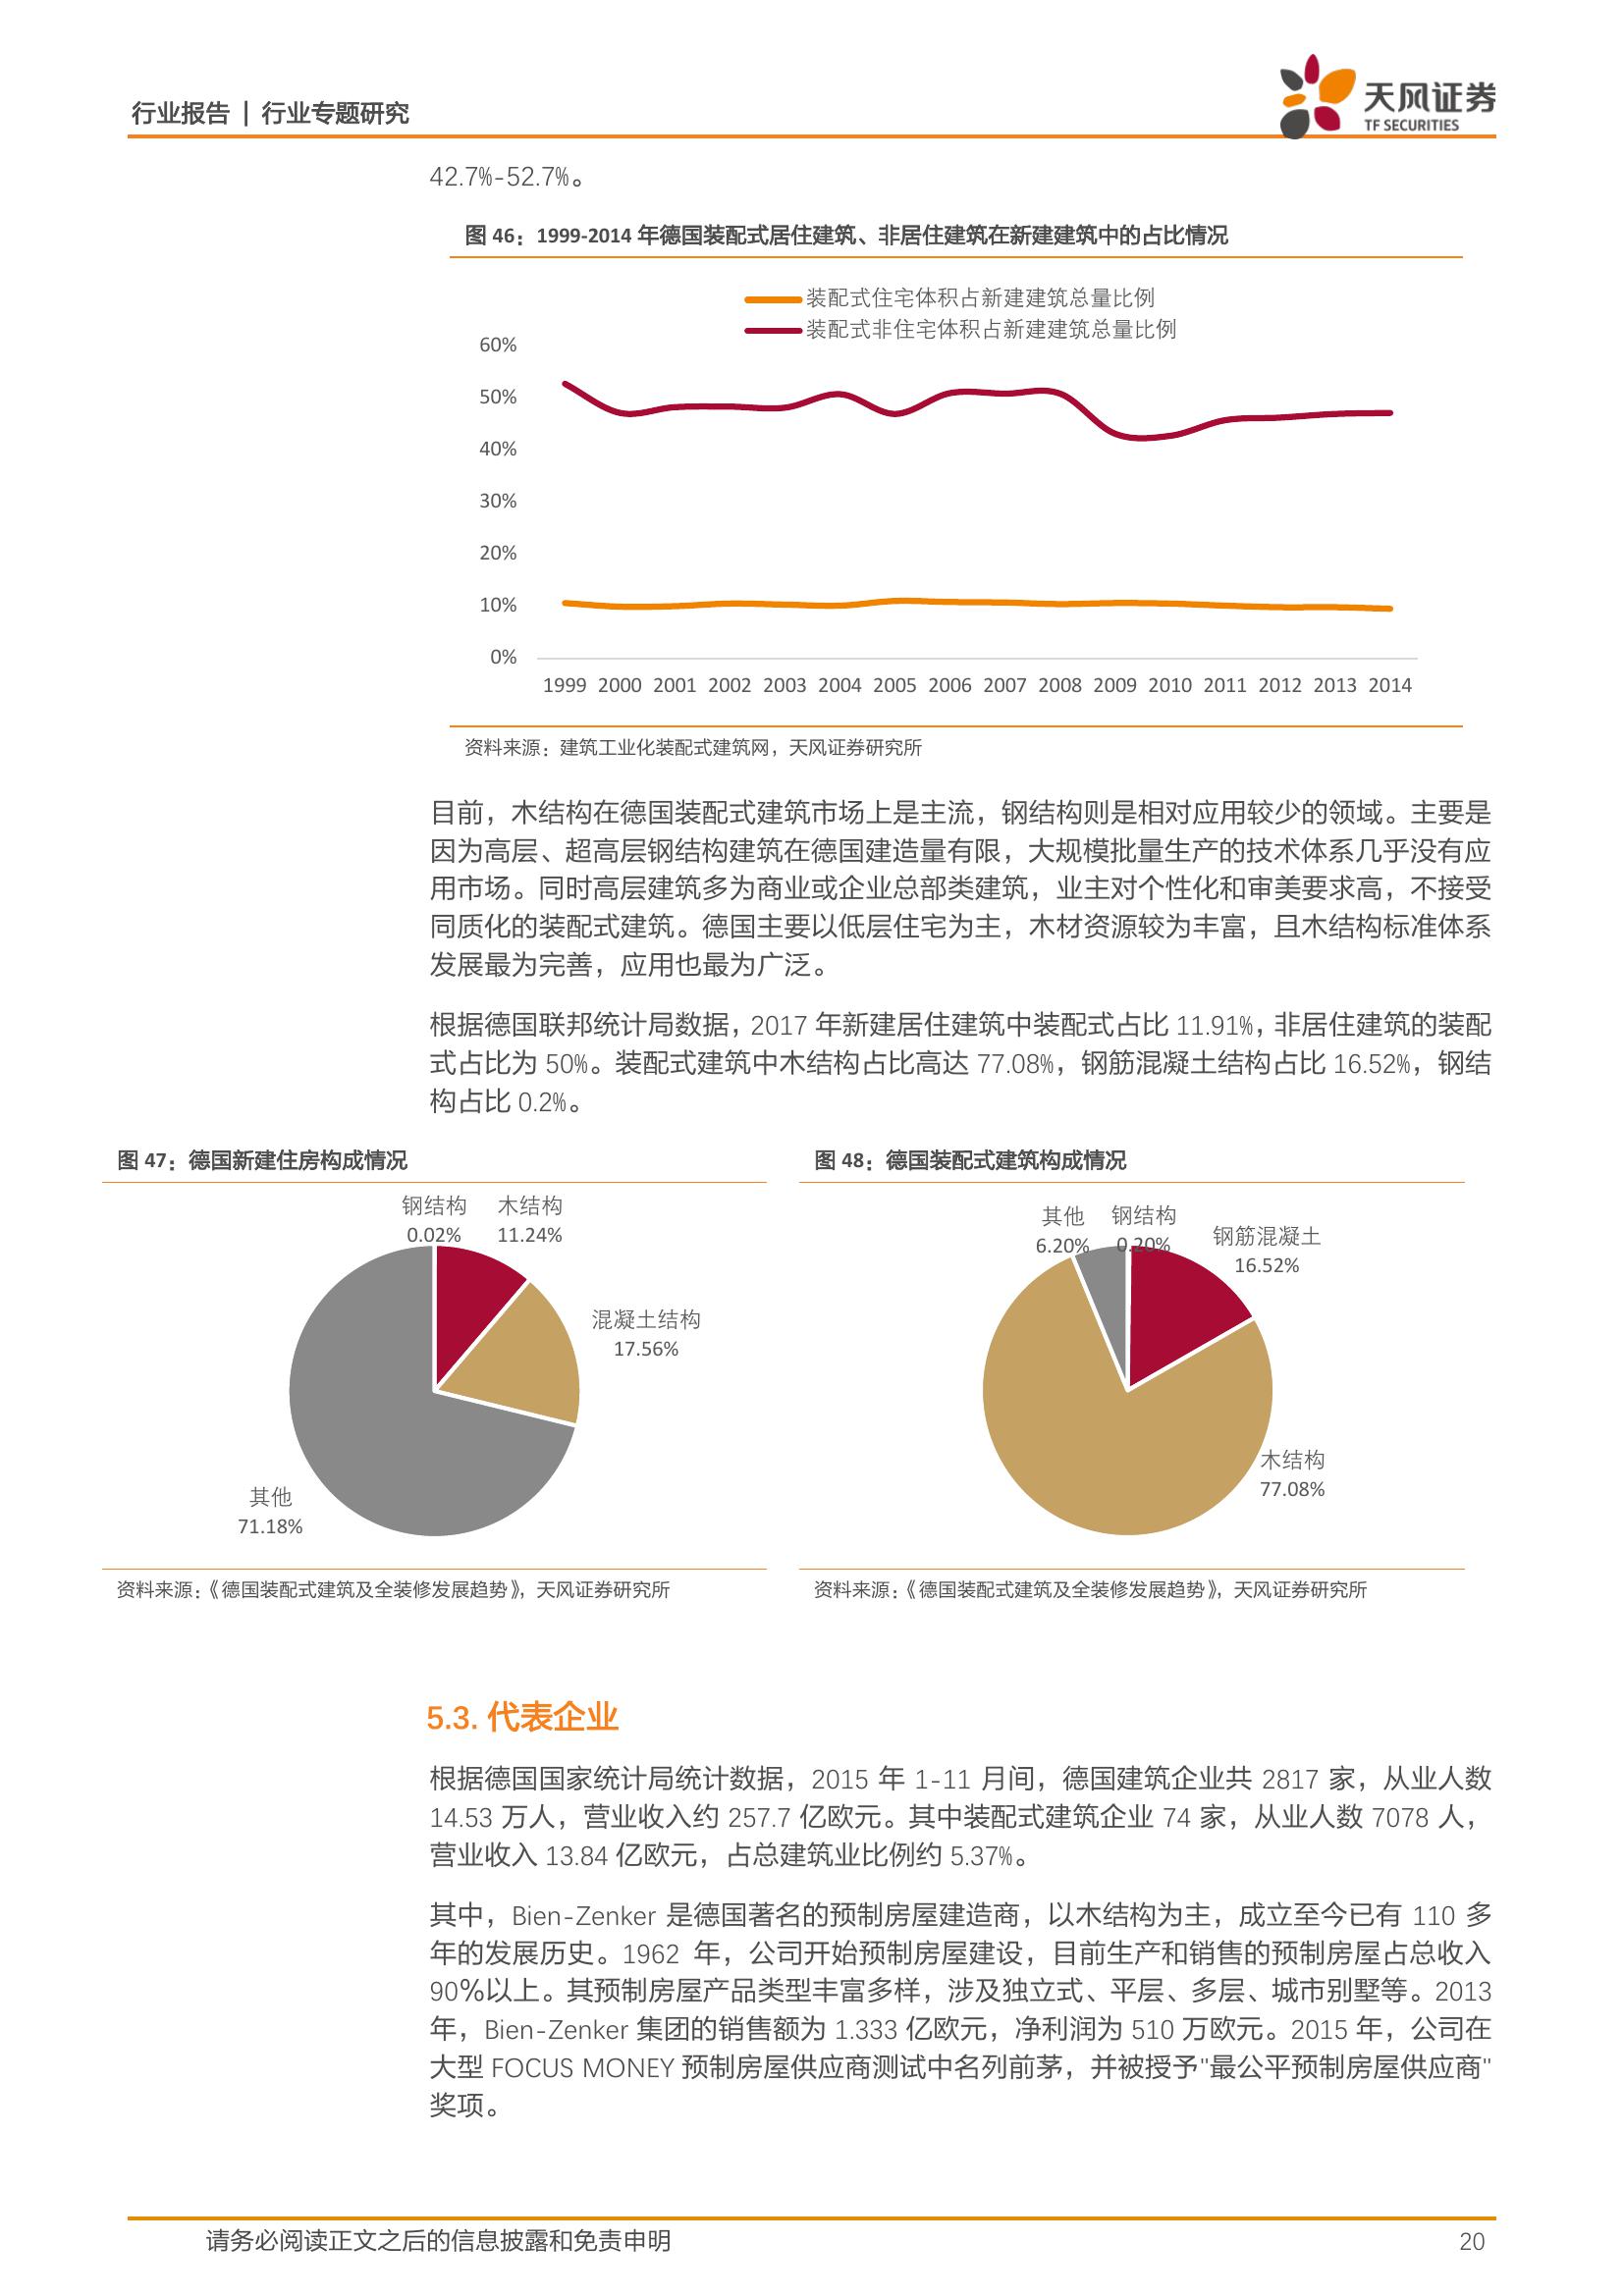 行业报告 | 行业专题研究
天风证券
TF SECURITIES
42.7%-52.7%。
图 46：1999-2014 年德国装配式居住建筑、非居住建筑在新建建筑中的占比情况
装配式住宅体积占新建建筑总量比例
装配式非住宅体积占新建建筑总量比例
60%
50%
40%
30%
20%
10%
0%
1999 2000 2001 2002 2003 2004 2005 2006 2007 2008 2009 2010 2011 2012 2013 2014
资料来源：建筑工业化装配式建筑网，天风证券研究所
目前，木结构在德国装配式建筑市场上是主流，钢结构则是相对应用较少的领域。主要是
因为高层、超高层钢结构建筑在德国建造量有限，大规模批量生产的技术体系几乎没有应
用市场。同时高层建筑多为商业或企业总部类建筑，业主对个性化和审美要求高，不接受
同质化的装配式建筑。德国主要以低层住宅为主，木材资源较为丰富，且木结构标准体系
发展最为完善，应用也最为广泛。
根据德国联邦统计局数据，2017 年新建居住建筑中装配式占比 11.91%，非居住建筑的装配
式占比为 50%。装配式建筑中木结构占比高达 77.08%，钢筋混凝土结构占比 16.52%，钢结
构占比 0.2%。
图 47：德国新建住房构成情况
钢结构
0.02%
木结构
11.24%
混凝土结构
17.56%
其他
71.18%
资料来源：《德国装配式建筑及全装修发展趋势》，天风证券研究所
图 48：德国装配式建筑构成情况
其他
6.20%
钢结构
0.20%
钢筋混凝土
16.52%
木结构
77.08%
资料来源：《德国装配式建筑及全装修发展趋势》，天风证券研究所
5.3. 代表企业
根据德国国家统计局统计数据，2015 年 1-11 月间，德国建筑企业共 2817 家，从业人数
14.53 万人，营业收入约 257.7 亿欧元。其中装配式建筑企业 74 家，从业人数 7078 人，
营业收入 13.84 亿欧元，占总建筑业比例约 5.37%。
其中，Bien-Zenker 是德国著名的预制房屋建造商，以木结构为主，成立至今已有 110 多
年的发展历史。1962 年，公司开始预制房屋建设，目前生产和销售的预制房屋占总收入
90%以上。其预制房屋产品类型丰富多样，涉及独立式、平层、多层、城市别墅等。2013
年，Bien-Zenker 集团的销售额为 1.333 亿欧元，净利润为 510 万欧元。2015 年，公司在
大型 FOCUS MONEY 预制房屋供应商测试中名列前茅，并被授予"最公平预制房屋供应商"
奖项。
请务必阅读正文之后的信息披露和免责申明
20